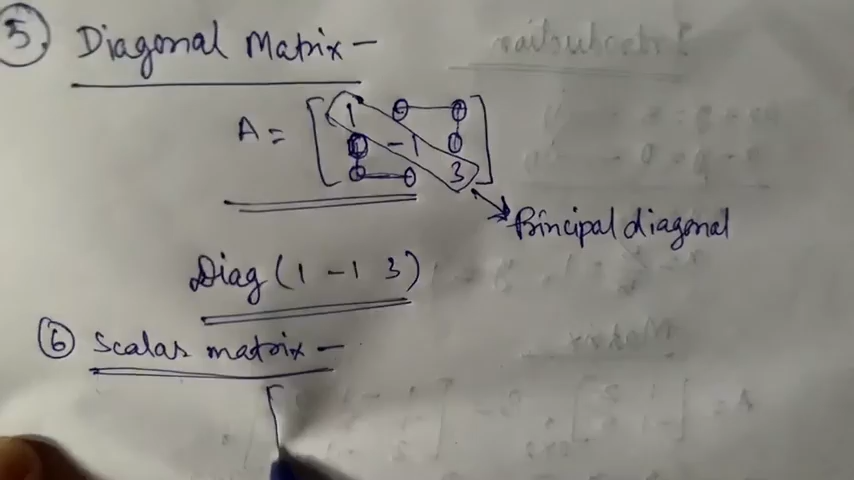 5 Diagonal Matrix -
A = [ 1 0 0
0 -1 0
0 0 3 ]
Principal diagonal
Diag (1 -1 3)
6 Scalar matrix -
[